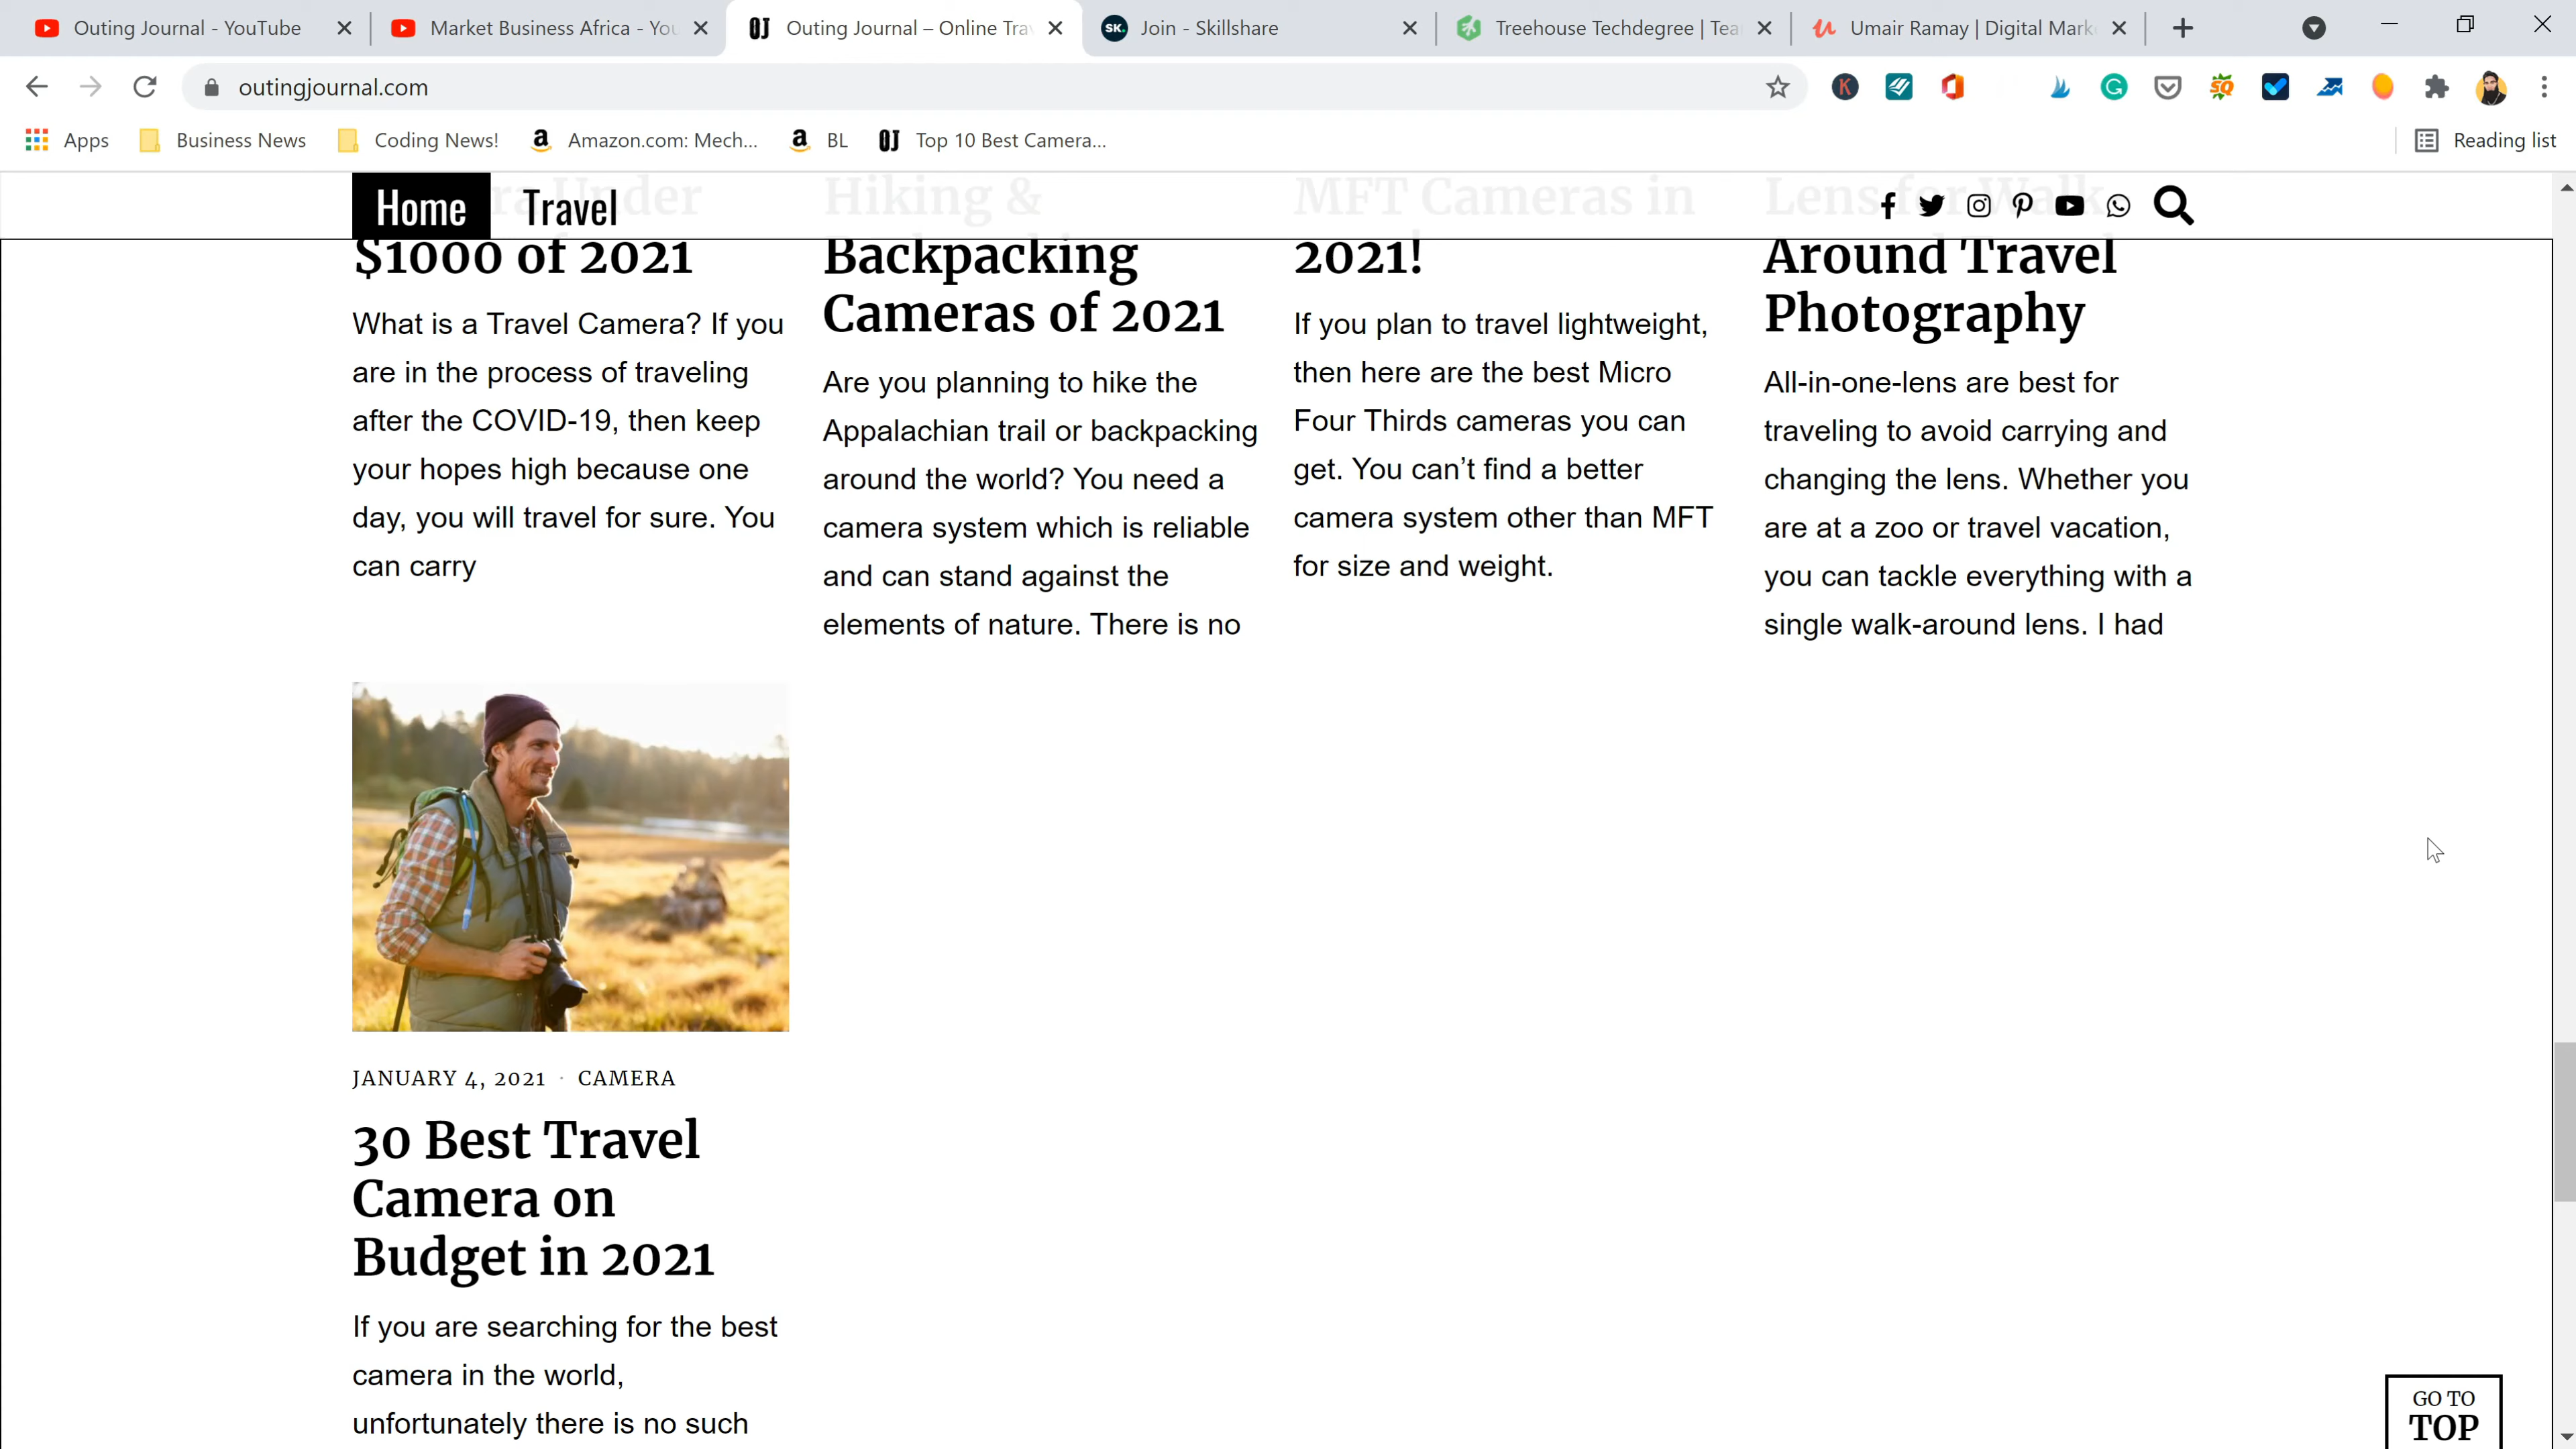 Outing Journal - YouTube
Market Business Africa - You
Outing Journal – Online Tra
Join - Skillshare
Treehouse Techdegree | Tea
Umair Ramay | Digital Mark
outingjournal.com
Apps
Business News
Coding News!
Amazon.com: Mech...
BL
Top 10 Best Camera...
Reading list
Home
Travel
Under
$1000 of 2021
What is a Travel Camera? If you
are in the process of traveling
after the COVID-19, then keep
your hopes high because one
day, you will travel for sure. You
can carry
Hiking &
Backpacking
Cameras of 2021
Are you planning to hike the
Appalachian trail or backpacking
around the world? You need a
camera system which is reliable
and can stand against the
elements of nature. There is no
MFT Cameras in
2021!
If you plan to travel lightweight,
then here are the best Micro
Four Thirds cameras you can
get. You can’t find a better
camera system other than MFT
for size and weight.
Lens for Walk
Around Travel
Photography
All-in-one-lens are best for
traveling to avoid carrying and
changing the lens. Whether you
are at a zoo or travel vacation,
you can tackle everything with a
single walk-around lens. I had
JANUARY 4, 2021 · CAMERA
30 Best Travel
Camera on
Budget in 2021
If you are searching for the best
camera in the world,
unfortunately there is no such
GO TO
TOP